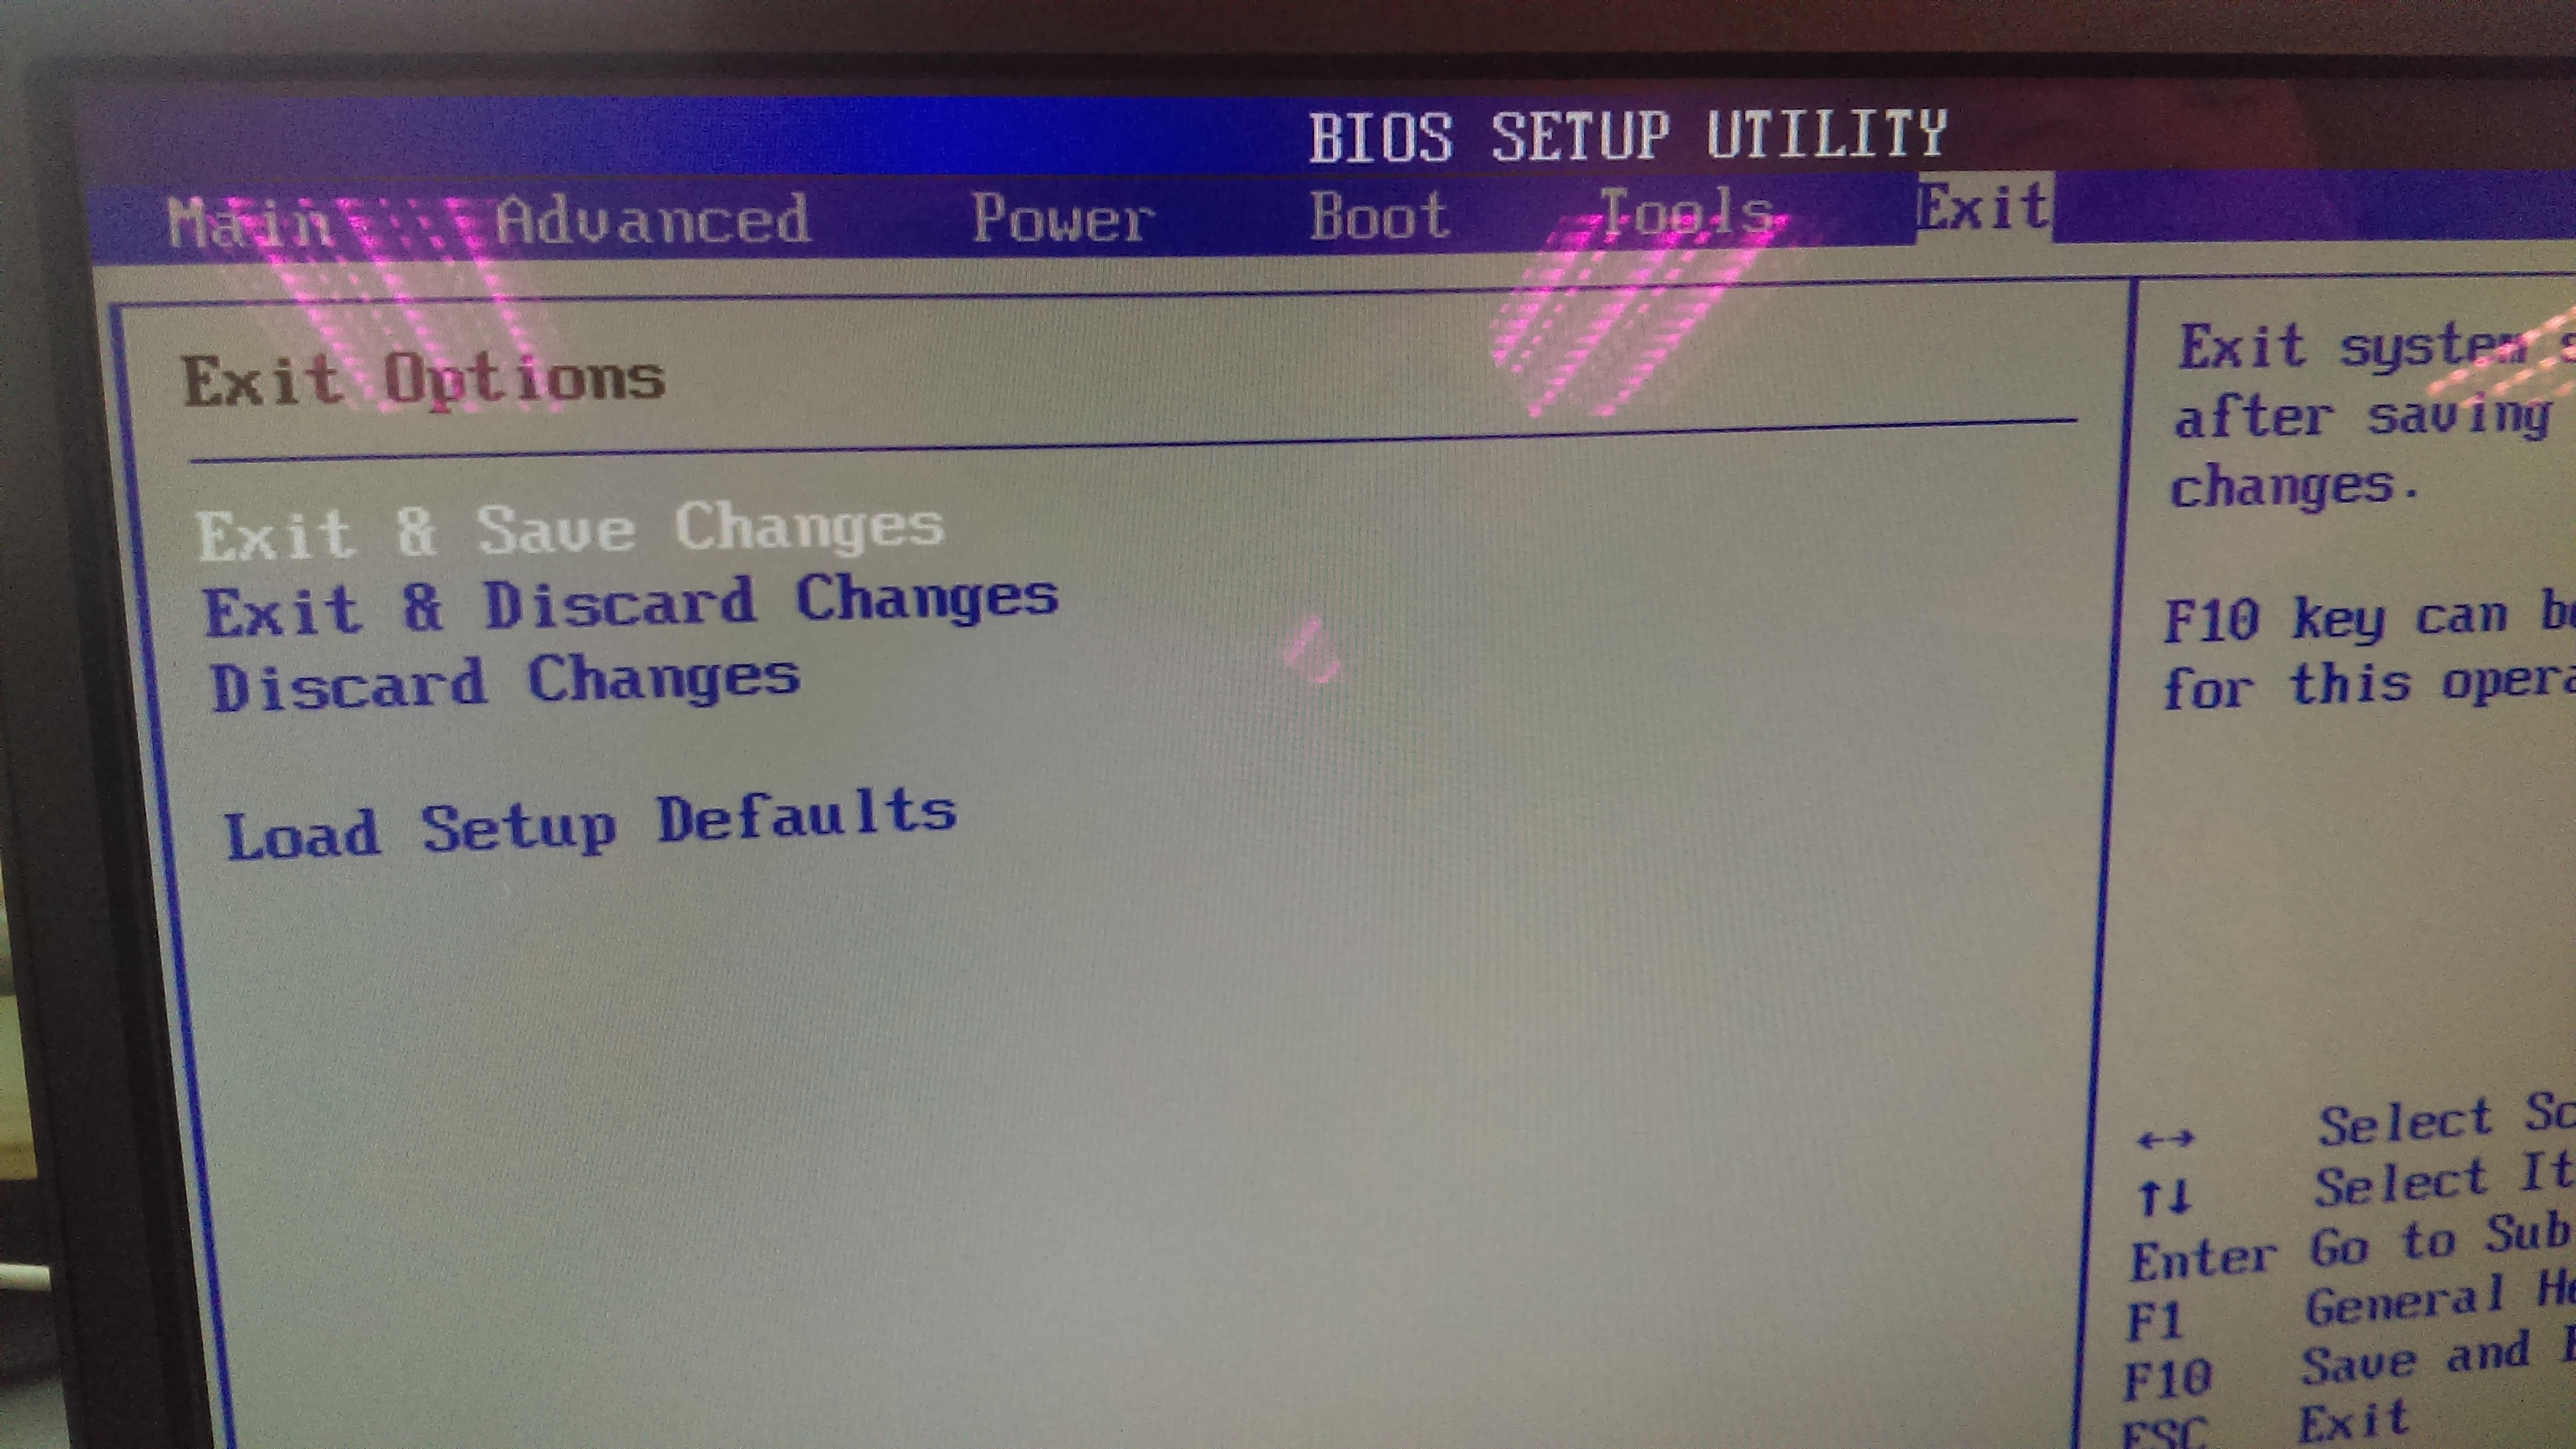 BIOS SETUP UTILITY
Main Advanced Power Boot Tools Exit
Exit Options
Exit & Save Changes
Exit & Discard Changes
Discard Changes
Load Setup Defaults
Exit system
after saving
changes.
F10 key can
for this
←→ Select
↑↓ Select
Enter Go to Sub
F1 General
F10 Save and
ESC Exit